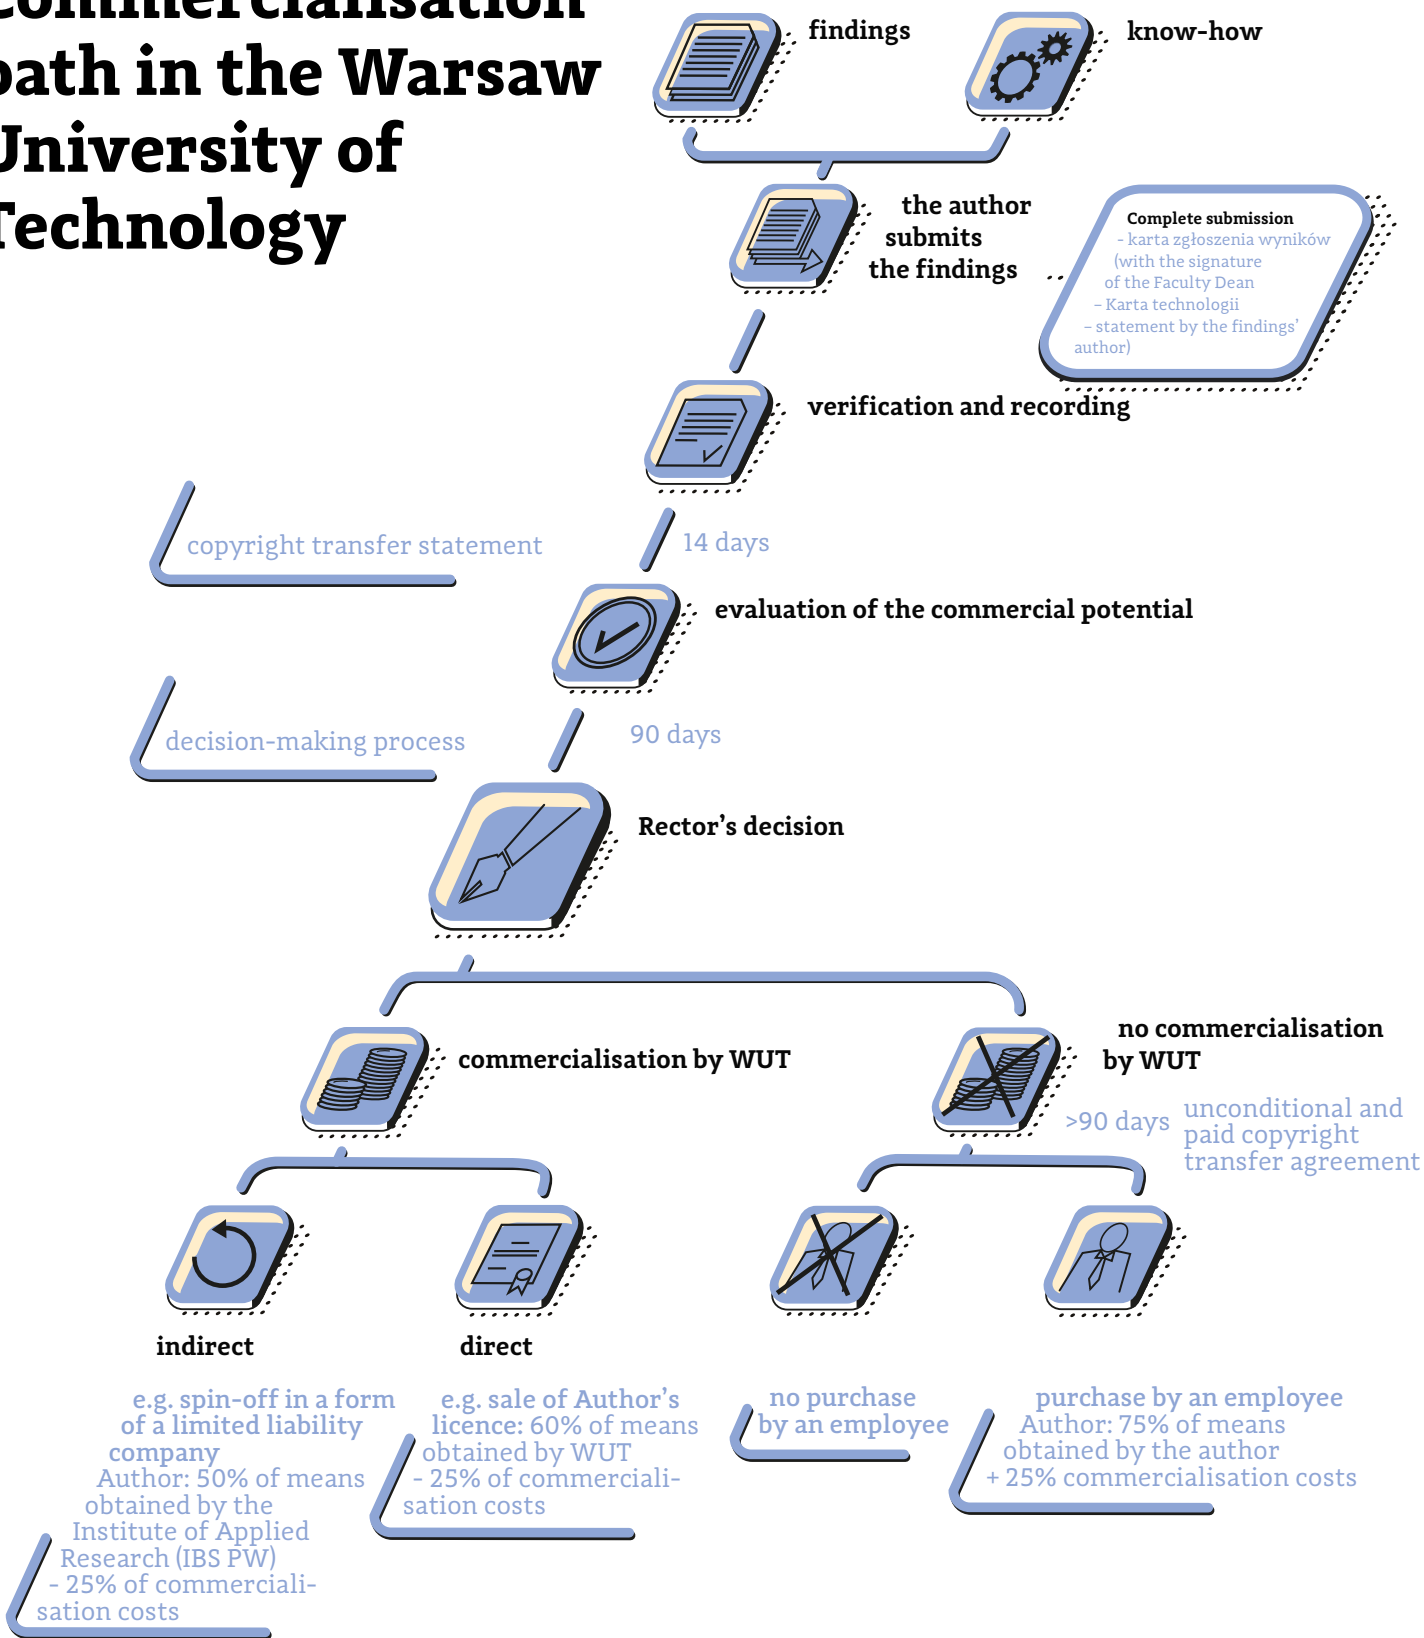 Commercialisation
path in the Warsaw
University of
Technology
findings
know-how
the author
submits
the findings
Complete submission
- karta zgłoszenia wyników
(with the signature
of the Faculty Dean
– Karta technologii
– statement by the findings’
author)
verification and recording
copyright transfer statement
14 days
evaluation of the commercial potential
decision-making process
90 days
Rector’s decision
commercialisation by WUT
no commercialisation
by WUT
>90 days
unconditional and
paid copyright
transfer agreement
indirect
e.g. spin-off in a form
of a limited liability
company
Author: 50% of means
obtained by the
Institute of Applied
Research (IBS PW)
- 25% of commerciali-
sation costs
direct
e.g. sale of Author’s
licence: 60% of means
obtained by WUT
- 25% of commerciali-
sation costs
no purchase
by an employee
purchase by an employee
Author: 75% of means
obtained by the author
+ 25% commercialisation costs